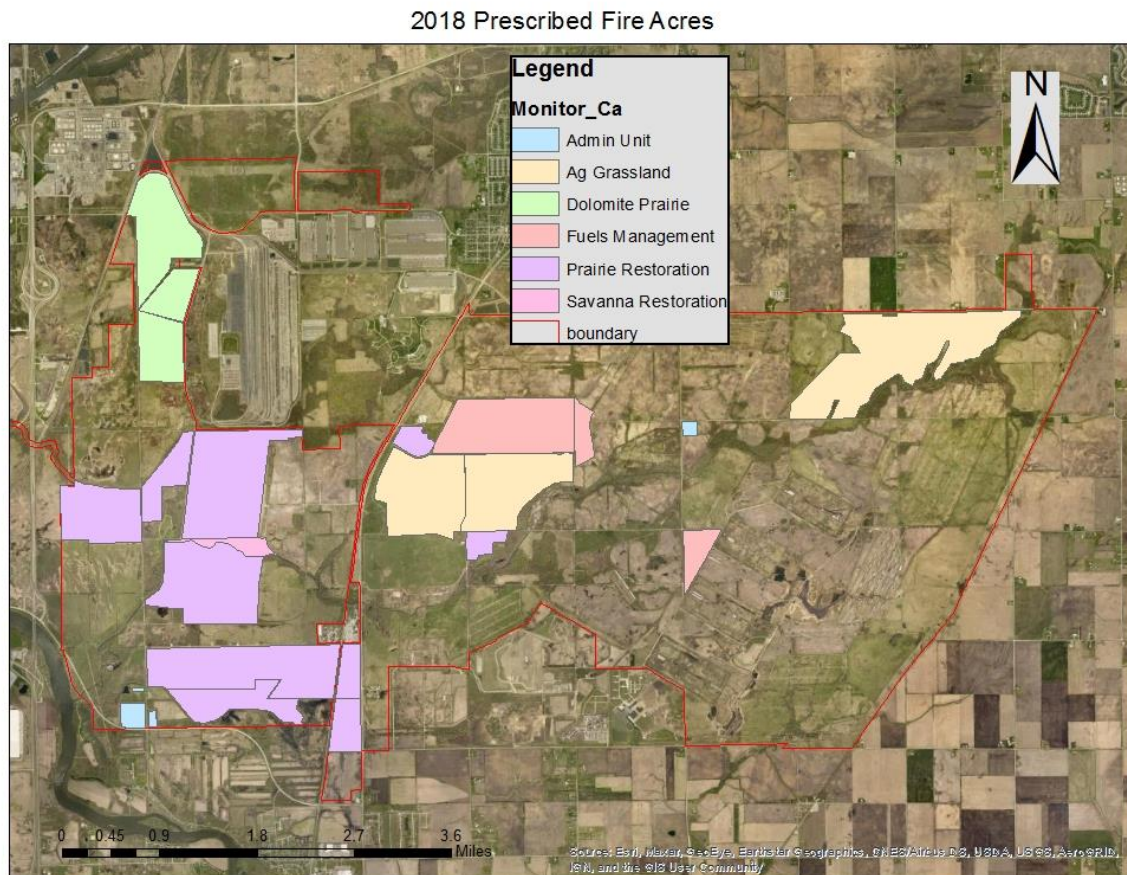 2018 Prescribed Fire Acres
Legend
Monitor_Ca
Admin Unit
Ag Grassland
Dolomite Prairie
Fuels Management
Prairie Restoration
Savanna Restoration
boundary
N
0 0.45 0.9 1.8 2.7 3.6
Miles
Source: Esri, Maxar, GeoEye, Earthstar Geographics, CNES/Airbus DS, USDA, USGS, AeroGRID,
IGN, and the GIS User Community